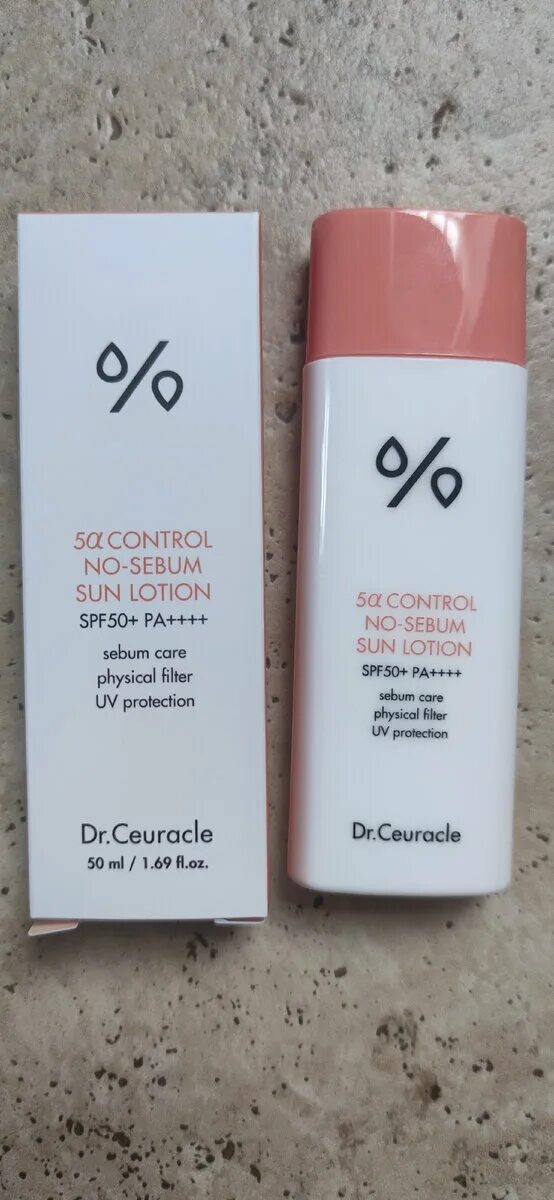 5α CONTROL
NO-SEBUM
SUN LOTION
SPF50+ PA++++
sebum care
physical filter
UV protection
Dr.Ceuracle
50 ml / 1.69 fl.oz.
5α CONTROL
NO-SEBUM
SUN LOTION
SPF50+ PA++++
sebum care
physical filter
UV protection
Dr.Ceuracle